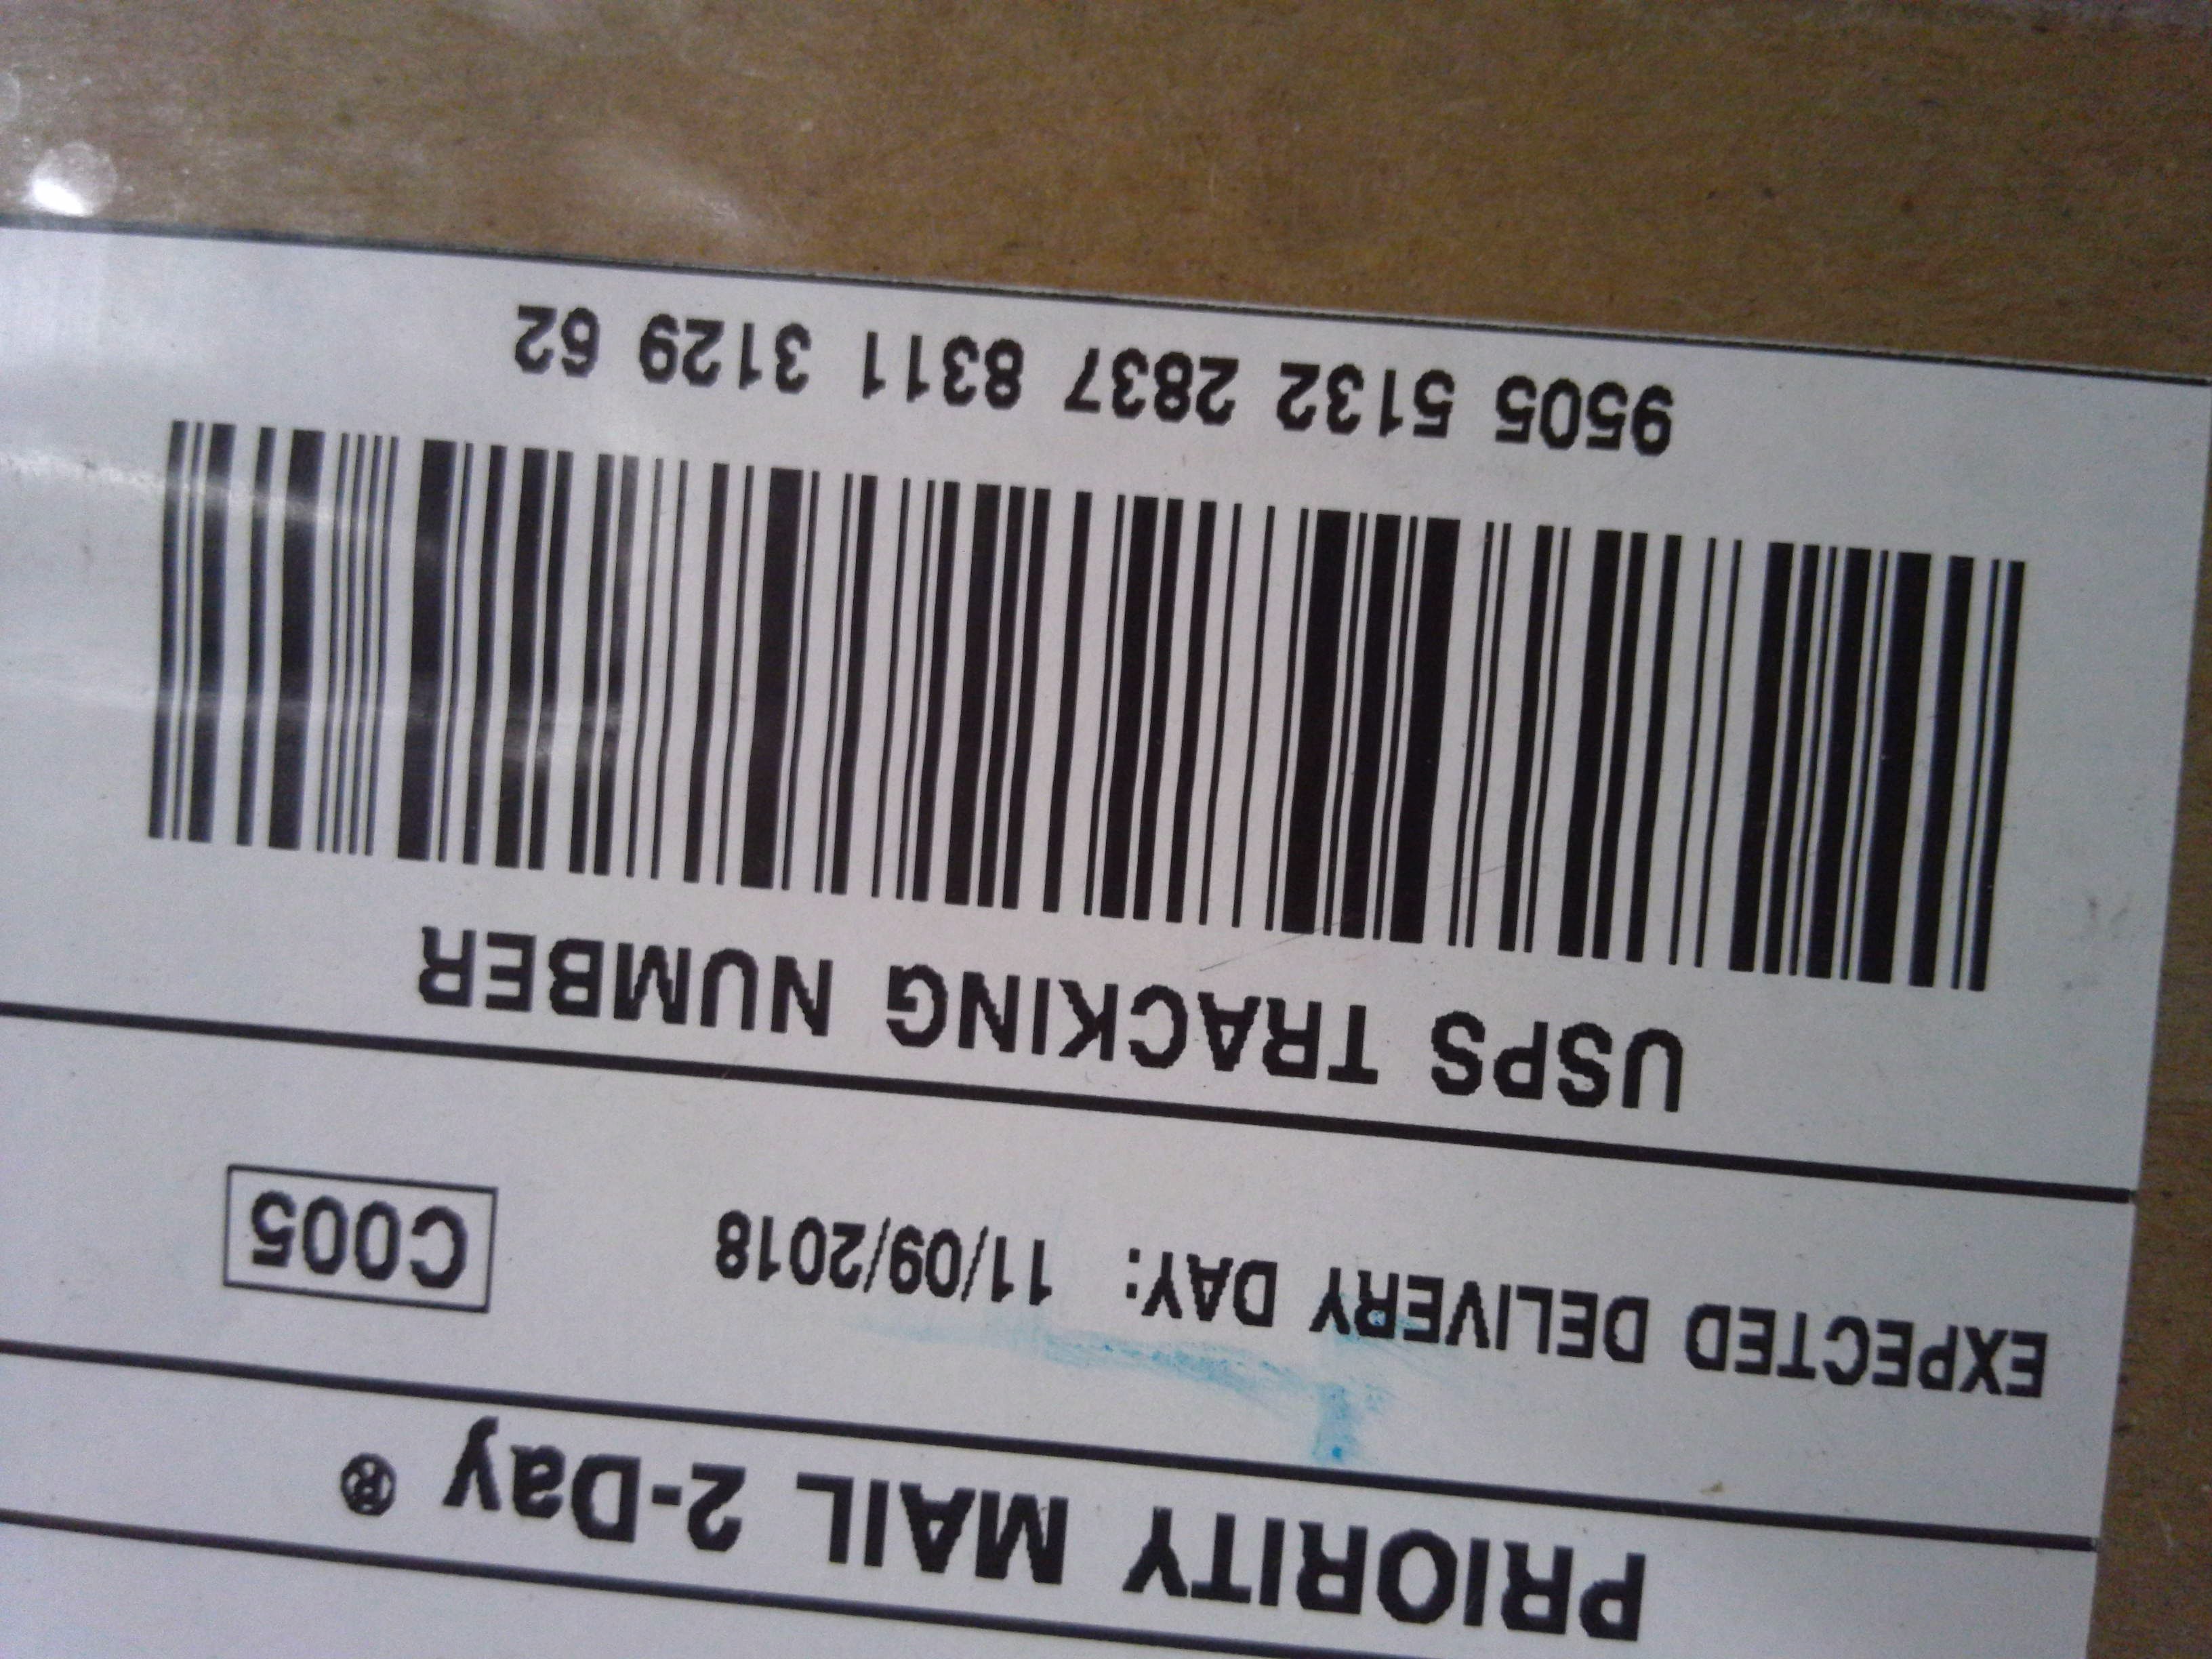 PRIORITY MAIL 2-Day ®
EXPECTED DELIVERY DAY: 11/09/2018
C005
USPS TRACKING NUMBER
9505 5132 2837 8311 3129 62